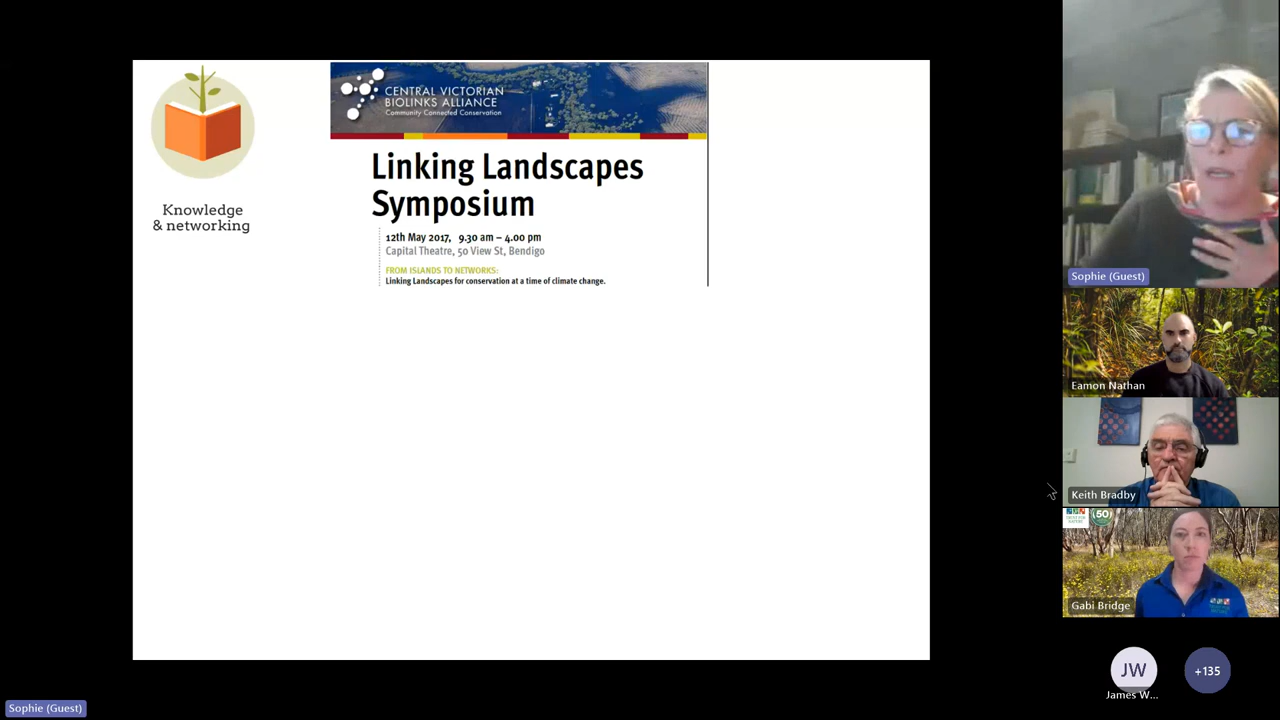 Knowledge
& networking
CENTRAL VICTORIAN
BIOLINKS ALLIANCE
Community Connected Conservation
Linking Landscapes
Symposium
12th May 2017, 9.30 am – 4.00 pm
Capital Theatre, 50 View St, Bendigo
FROM ISLANDS TO NETWORKS:
Linking Landscapes for conservation at a time of climate change.
Sophie (Guest)
Eamon Nathan
Keith Bradby
50
Gabi Bridge
JW
James W...
+135
Sophie (Guest)